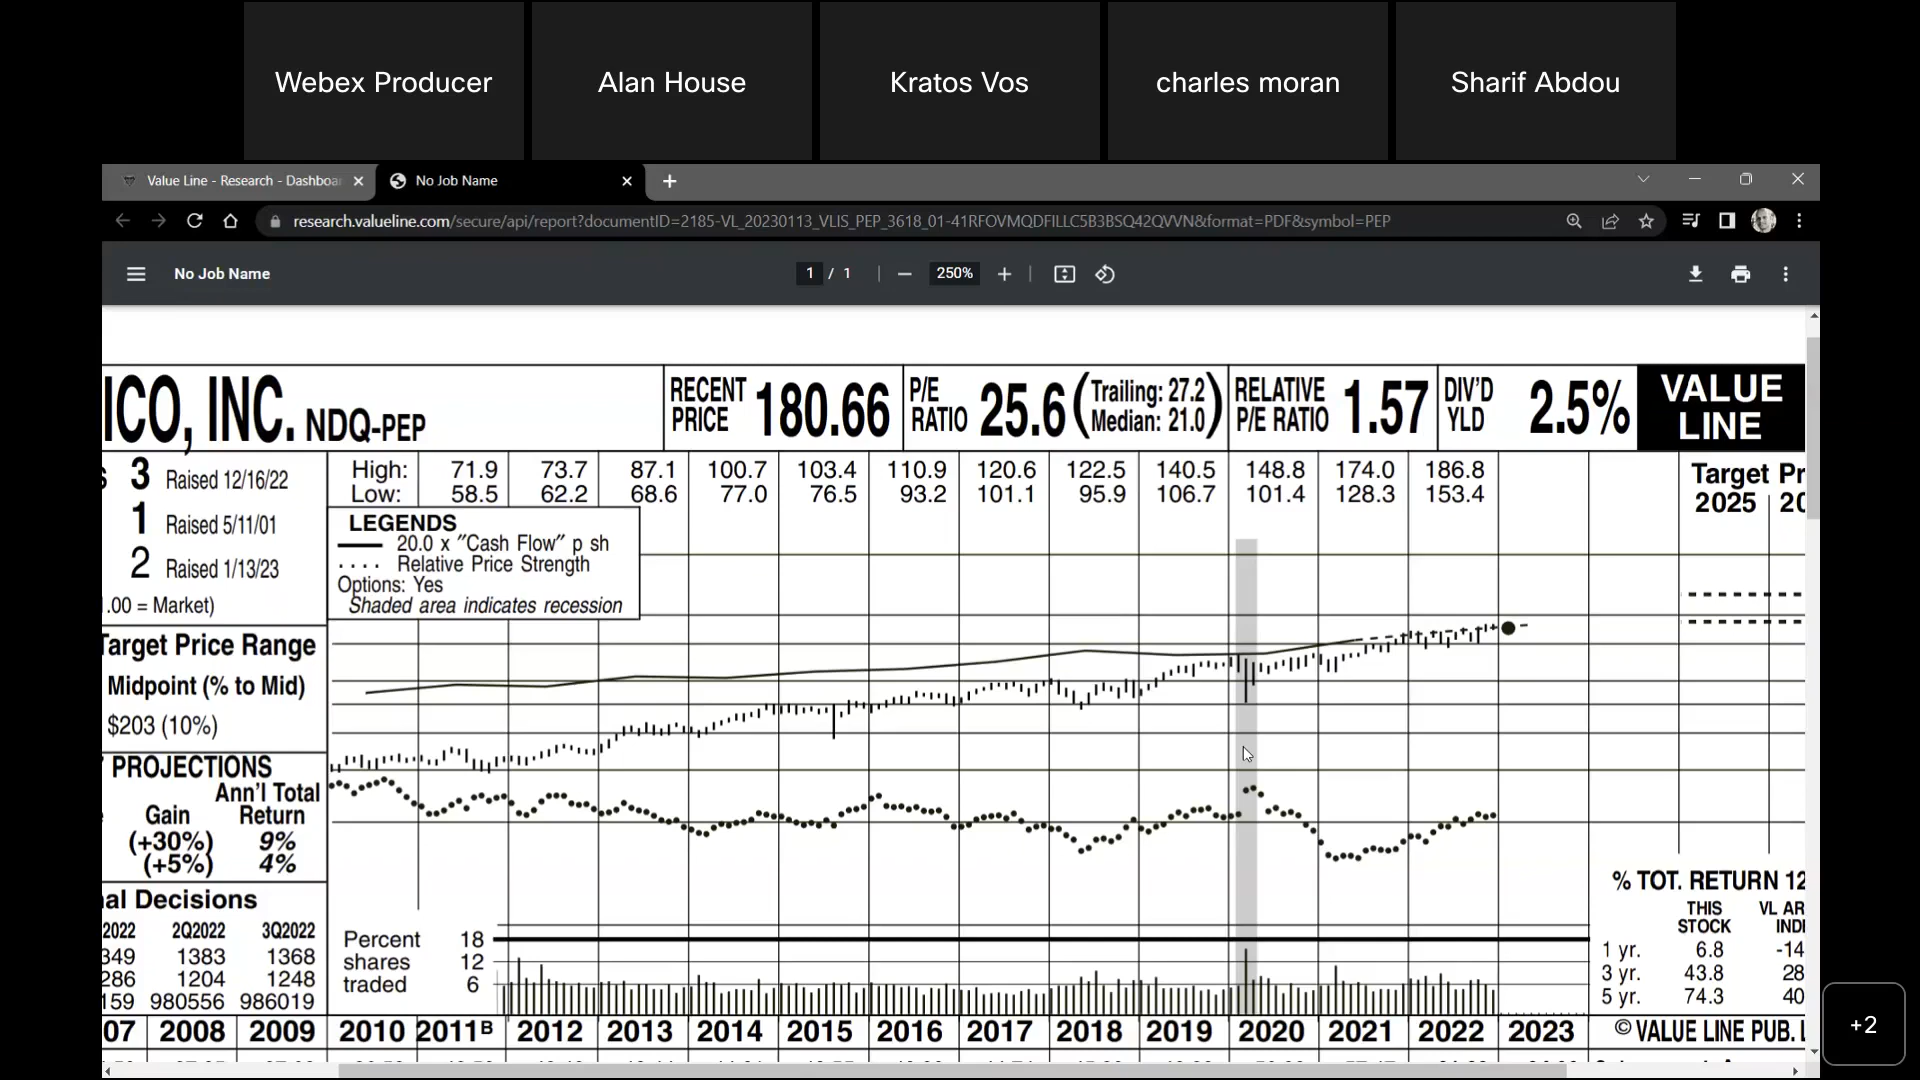 Webex Producer
Alan House
Kratos Vos
charles moran
Sharif Abdou
Value Line - Research - Dashboa
No Job Name
research.valueline.com/secure/api/report?documentID=2185-VL_20230113_VLIS_PEP_3618_01-41RFOVMQDFILLC5B3BSQ42QVVN&format=PDF&symbol=PEP
No Job Name
1 / 1
250%
ICO, INC. NDQ-PEP
RECENT PRICE 180.66
P/E RATIO 25.6 (Trailing: 27.2 Median: 21.0)
RELATIVE P/E RATIO 1.57
DIV'D YLD 2.5%
VALUE LINE
S 3 Raised 12/16/22
1 Raised 5/11/01
2 Raised 1/13/23
.00 = Market)
High: 71.9 73.7 87.1 100.7 103.4 110.9 120.6 122.5 140.5 148.8 174.0 186.8
Low: 58.5 62.2 68.6 77.0 76.5 93.2 101.1 95.9 106.7 101.4 128.3 153.4
Target Pr
2025 20
LEGENDS
20.0 x "Cash Flow" p sh
Relative Price Strength
Options: Yes
Shaded area indicates recession
Target Price Range
Midpoint (% to Mid)
$203 (10%)
PROJECTIONS
Ann'l Total
Gain Return
(+30%) 9%
(+5%) 4%
nal Decisions
2022 2Q2022 3Q2022
349 1383 1368
286 1204 1248
159 980556 986019
Percent 18
shares 12
traded 6
% TOT. RETURN 12
THIS VL AR
STOCK IND
1 yr. 6.8 -14
3 yr. 43.8 28
5 yr. 74.3 40
07 2008 2009 2010 2011B 2012 2013 2014 2015 2016 2017 2018 2019 2020 2021 2022 2023
© VALUE LINE PUB. L
+2